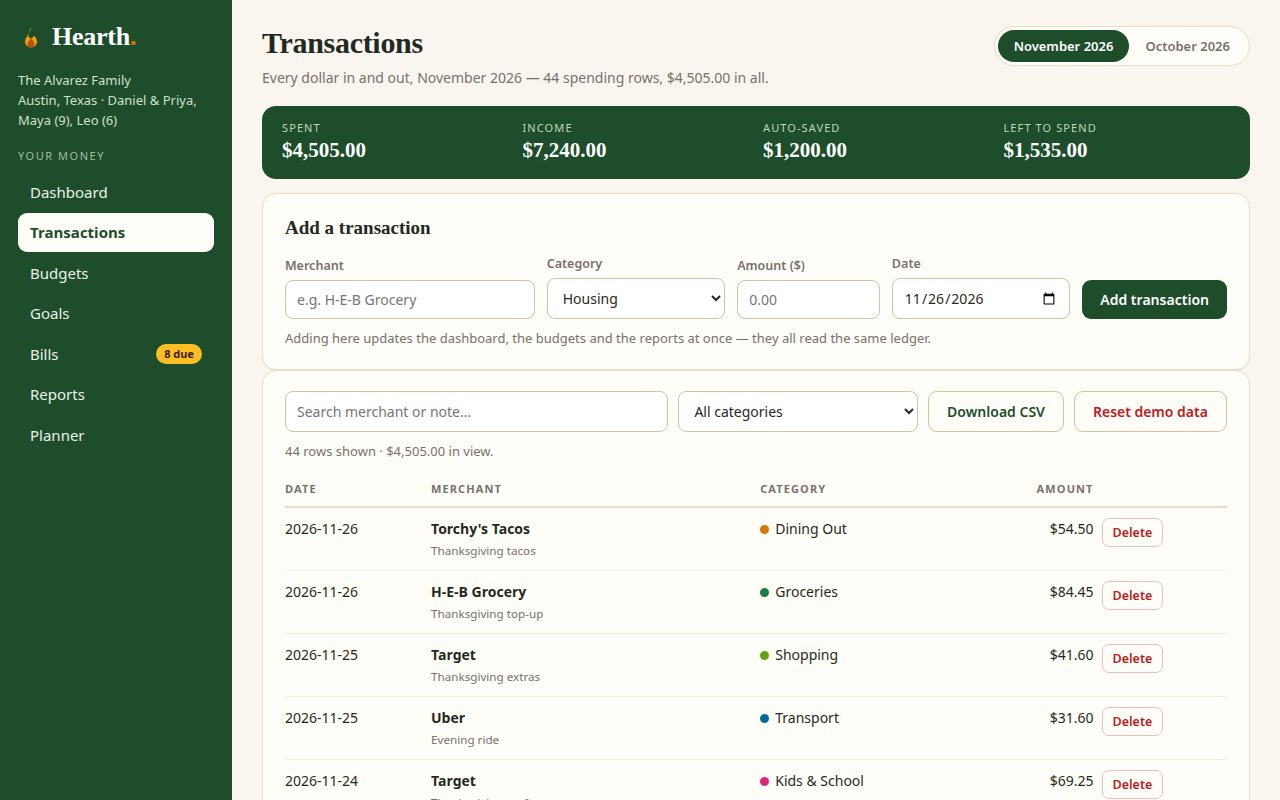 Hearth.
The Alvarez Family
Austin, Texas · Daniel & Priya,
Maya (9), Leo (6)
YOUR MONEY
Dashboard
Transactions
Budgets
Goals
Bills
8 due
Reports
Planner
Transactions
Every dollar in and out, November 2026 — 44 spending rows, $4,505.00 in all.
November 2026
October 2026
SPENT
$4,505.00
INCOME
$7,240.00
AUTO-SAVED
$1,200.00
LEFT TO SPEND
$1,535.00
Add a transaction
Merchant
e.g. H-E-B Grocery
Category
Housing
Amount ($)
0.00
Date
11/26/2026
Add transaction
Adding here updates the dashboard, the budgets and the reports at once — they all read the same ledger.
Search merchant or note…
All categories
Download CSV
Reset demo data
44 rows shown · $4,505.00 in view.
DATE MERCHANT CATEGORY AMOUNT
2026-11-26 Torchy's Tacos Dining Out $54.50 Delete
Thanksgiving tacos
2026-11-26 H-E-B Grocery Groceries $84.45 Delete
Thanksgiving top-up
2026-11-25 Target Shopping $41.60 Delete
Thanksgiving extras
2026-11-25 Uber Transport $31.60 Delete
Evening ride
2026-11-24 Target Kids & School $69.25 Delete